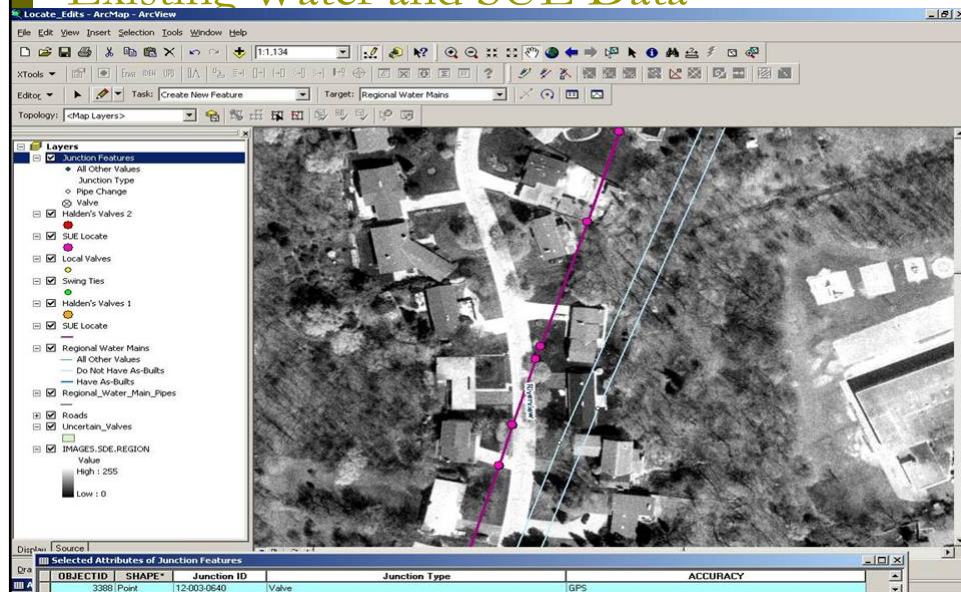 Existing Water and SUE Data
Locate_Edits - ArcMap - ArcView
File Edit View Insert Selection Tools Window Help
1:1,134
XTools
Editor Task: Create New Feature Target: Regional Water Mains
Topology: <Map Layers>
Layers
Junction Features
All Other Values
Junction Type
Pipe Change
Valve
Halden's Valves 2
SUE Locate
Local Valves
Swing Ties
Halden's Valves 1
SUE Locate
Regional Water Mains
All Other Values
Do Not Have As-Builts
Have As-Builts
Regional_Water_Main_Pipes
Roads
Uncertain_Valves
IMAGES.SDE.REGION
Value
High : 255
Low : 0
Riverview
Display Source
Dra
Selected Attributes of Junction Features
OBJECTID SHAPE* Junction ID Junction Type ACCURACY
3388 Point 12-003-0640 Valve GPS